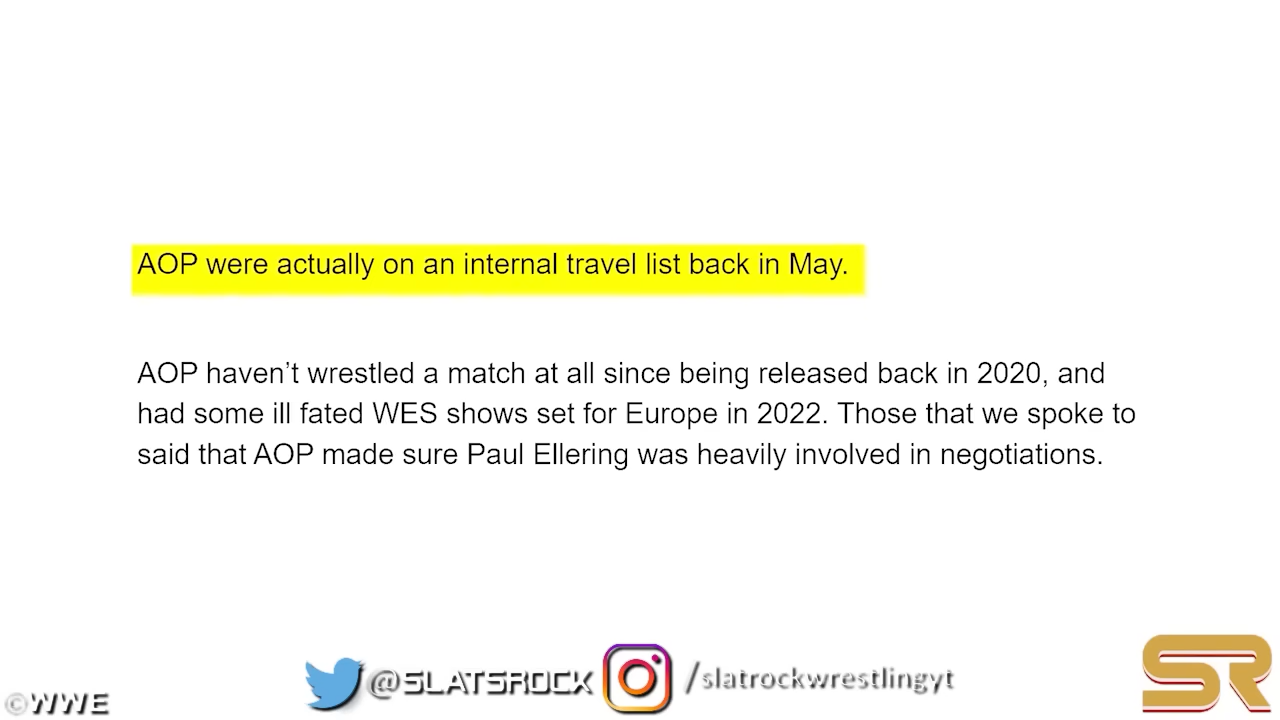 AOP were actually on an internal travel list back in May.
AOP haven’t wrestled a match at all since being released back in 2020, and
had some ill fated WES shows set for Europe in 2022. Those that we spoke to
said that AOP made sure Paul Ellering was heavily involved in negotiations.
@SLATSROCK /slatrockwrestlingyt
SR
©WWE